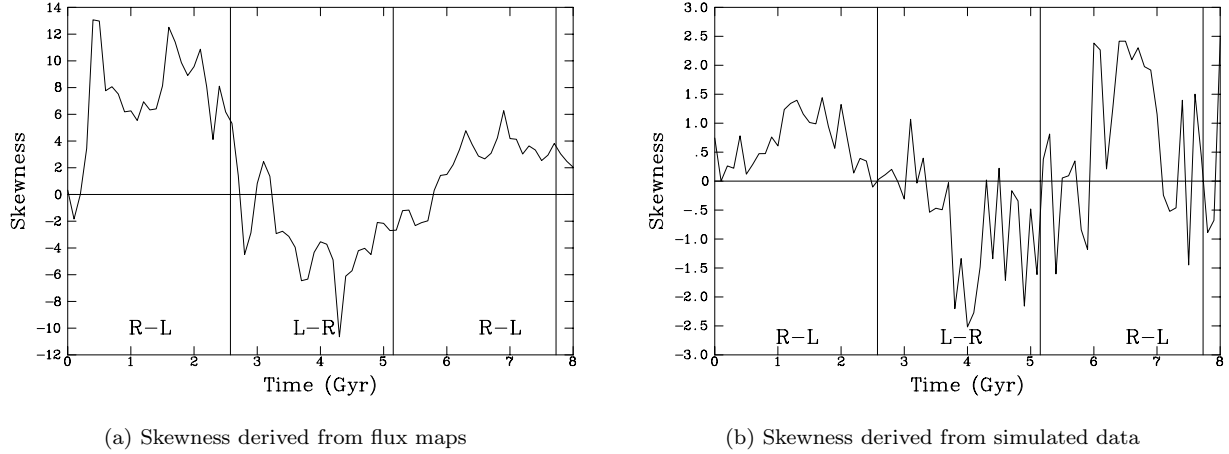 14
12
10
8
6
4
2
0
−2
−4
−6
−8
−10
−12
Skewness
R−L
L−R
R−L
0 1 2 3 4 5 6 7 8
Time (Gyr)
(a) Skewness derived from flux maps
3.0
2.5
2.0
1.5
1.0
0.5
0
−0.5
−1.0
−1.5
−2.0
−2.5
−3.0
Skewness
R−L
L−R
R−L
0 1 2 3 4 5 6 7 8
Time (Gyr)
(b) Skewness derived from simulated data